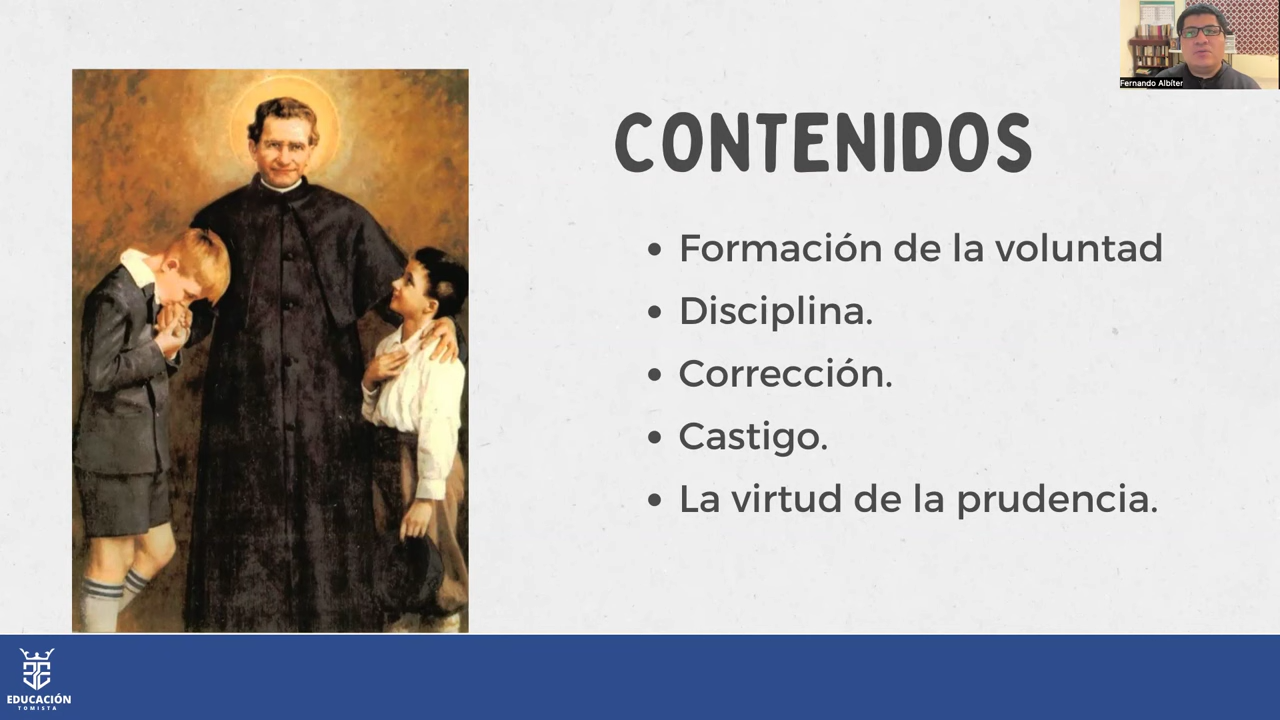 Fernando Albiter
CONTENIDOS
• Formación de la voluntad
• Disciplina.
• Corrección.
• Castigo.
• La virtud de la prudencia.
EDUCACIÓN
TOMISTA